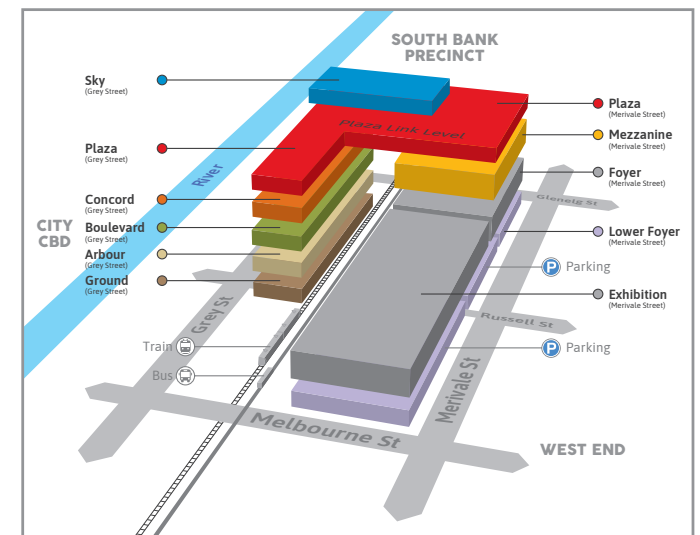 SOUTH BANK
PRECINCT
Sky
(Grey Street)
Plaza
(Merivale Street)
Plaza Link Level
Mezzanine
(Merivale Street)
Plaza
(Grey Street)
River
Foyer
(Merivale Street)
Concord
(Grey Street)
Glenelg St
CITY
CBD
Boulevard
(Grey Street)
Lower Foyer
(Merivale Street)
Arbour
(Grey Street)
P Parking
Ground
(Grey Street)
Exhibition
(Merivale Street)
Grey St
Russell St
Train
P Parking
Bus
Merivale St
Melbourne St
WEST END